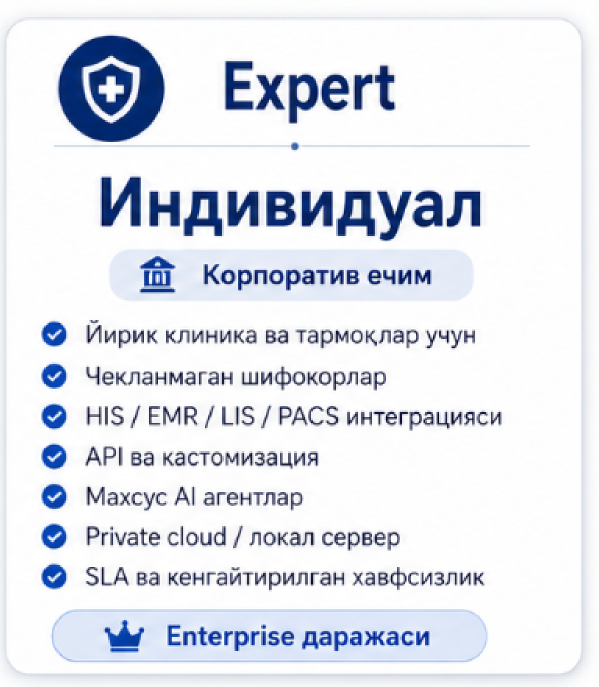 Expert
Индивидуал
Корпоратив ечим
Йирик клиника ва тармоқлар учун
Чекланмаган шифокорлар
HIS / EMR / LIS / PACS интеграцияси
API ва кастомизация
Махсус AI агентлар
Private cloud / локал сервер
SLA ва кенгайтирилган хавфсизлик
Enterprise даражаси